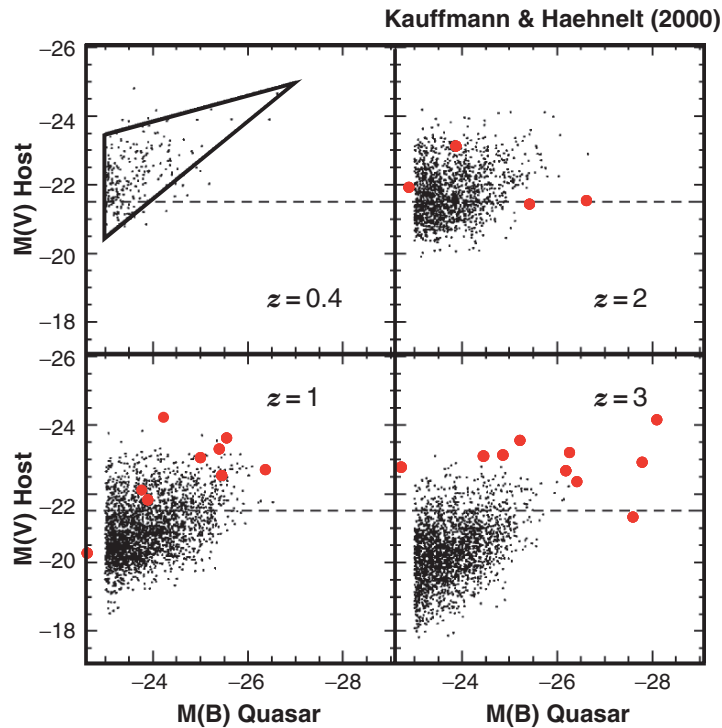 Kauffmann & Haehnelt (2000)
−26
−24
−22
−20
−18
M(V) Host
z = 0.4
z = 2
−26
−24
−22
−20
−18
M(V) Host
z = 1
z = 3
−24 −26 −28
−24 −26 −28
M(B) Quasar
M(B) Quasar